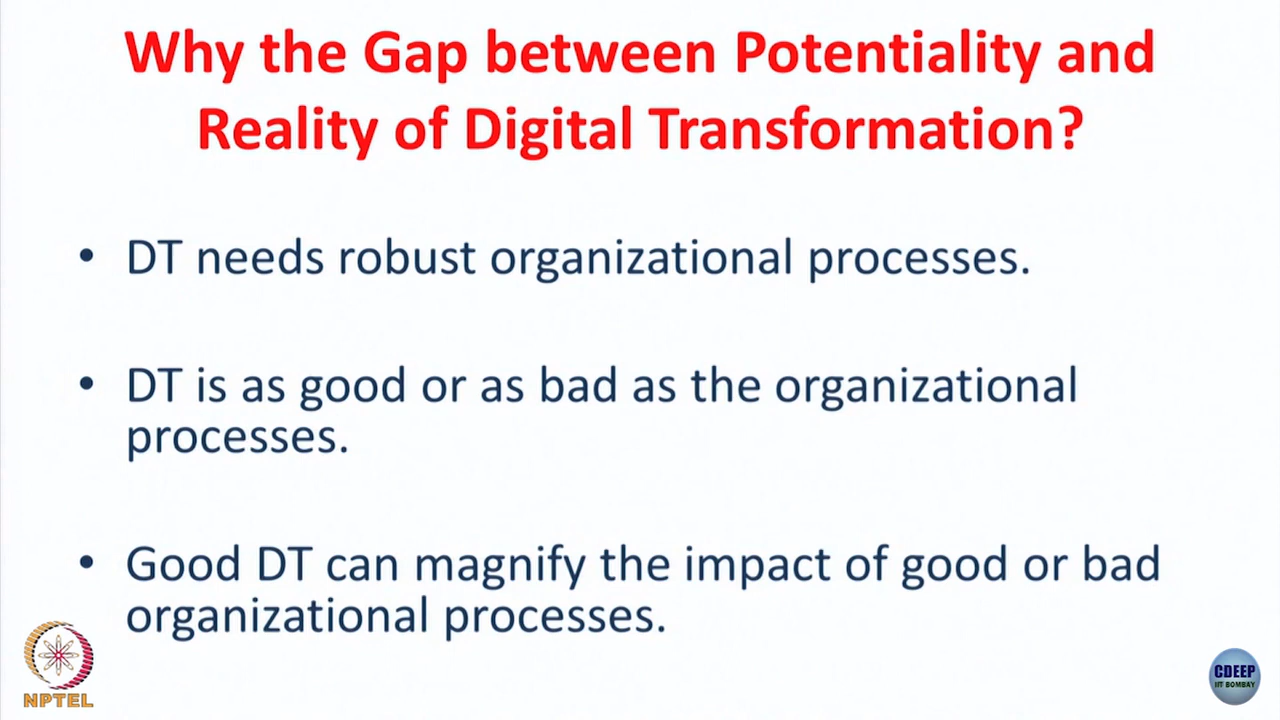 Why the Gap between Potentiality and
Reality of Digital Transformation?
• DT needs robust organizational processes.
• DT is as good or as bad as the organizational
processes.
• Good DT can magnify the impact of good or bad
organizational processes.
NPTEL
CDEEP
IIT BOMBAY